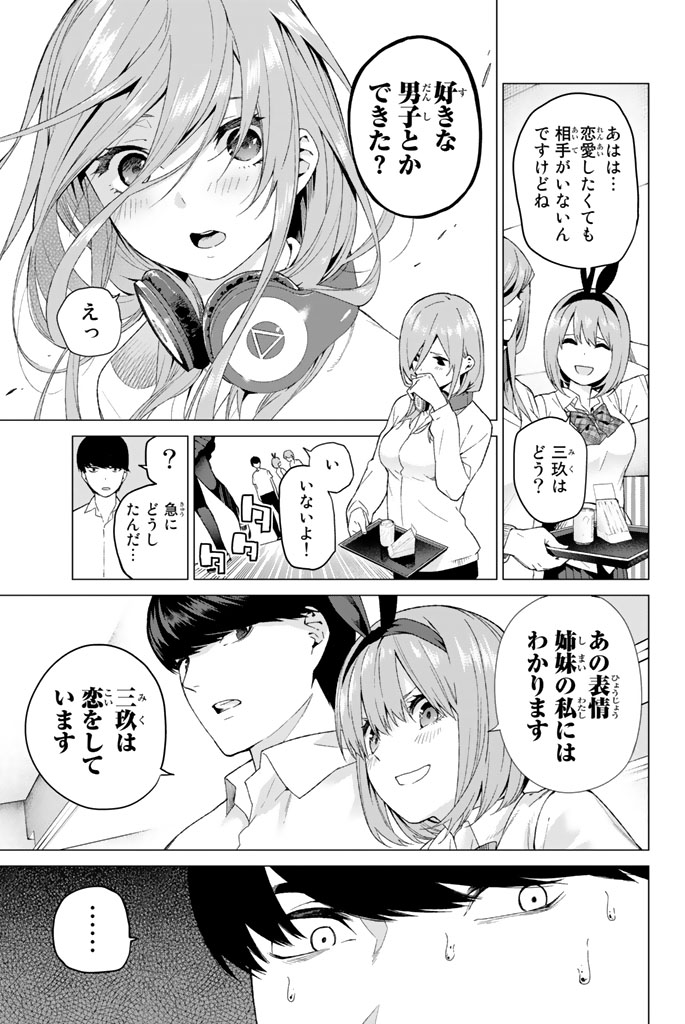 あはは…
恋愛したくても
相手がいないん
ですけどね
三玖は
どう？
好きな
男子とか
できた？
えっ
い
いないよ！
タタタ
？
急に
どうし
たんだ…
あの表情
姉妹の私には
わかります
三玖は
恋をして
います
……